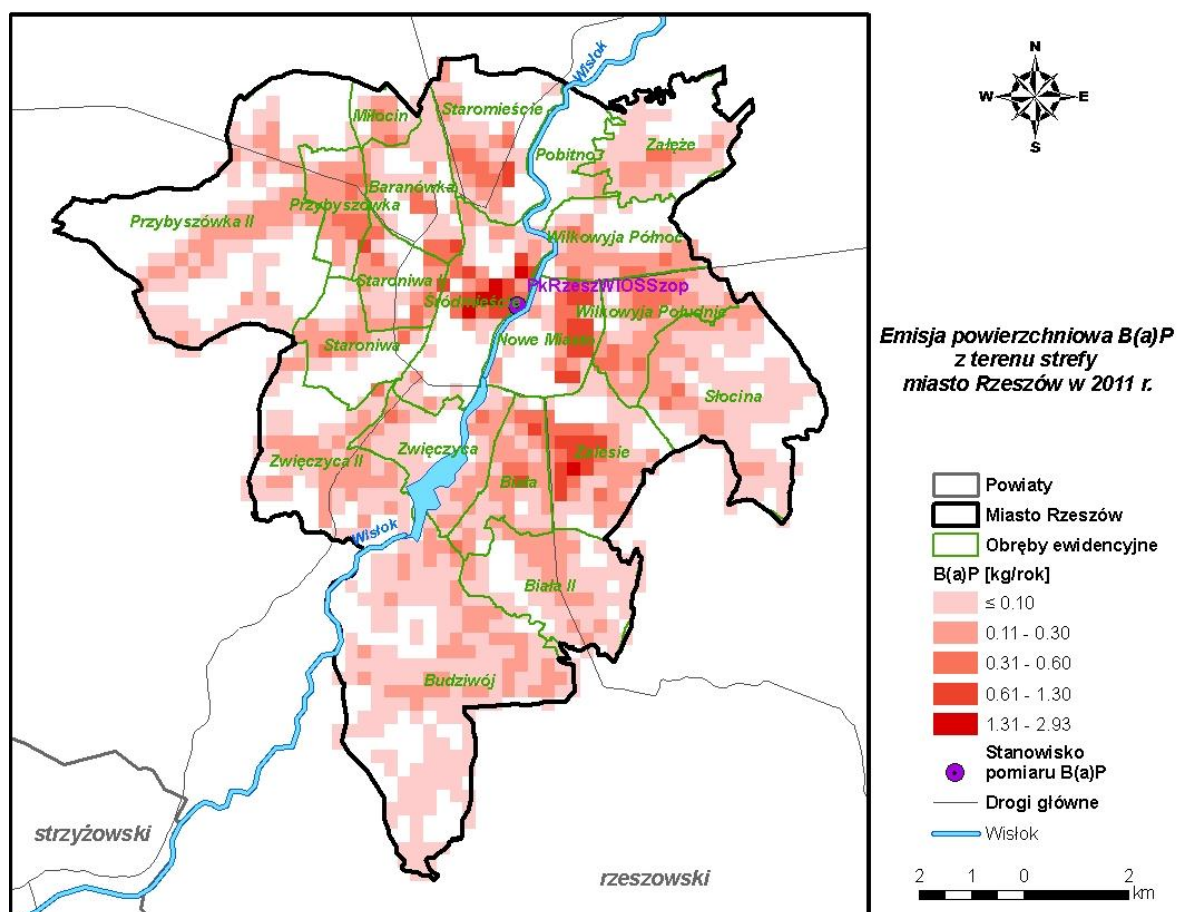 N
W E
S
Emisja powierzchniowa B(a)P
z terenu strefy
miasto Rzeszów w 2011 r.
Powiaty
Miasto Rzeszów
Obręby ewidencyjne
B(a)P [kg/rok]
≤ 0.10
0.11 - 0.30
0.31 - 0.60
0.61 - 1.30
1.31 - 2.93
Stanowisko
pomiaru B(a)P
Drogi główne
Wisłok
2 1 0 2
km
Wisłok
Miłocin
Staromieście
Pobitno
Załęże
Baranówka
Przybyszówka
Przybyszówka II
Wilkowyja Północ
Staroniwa II
PkRzeszWIOSSzop
Śródmieście
Wilkowyja Południe
Staroniwa
Nowe Miasto
Słocina
Zwięczyca
Zwięczyca II
Zalesie
Biała
Wisłok
Biała II
Budziwój
strzyżowski
rzeszowski